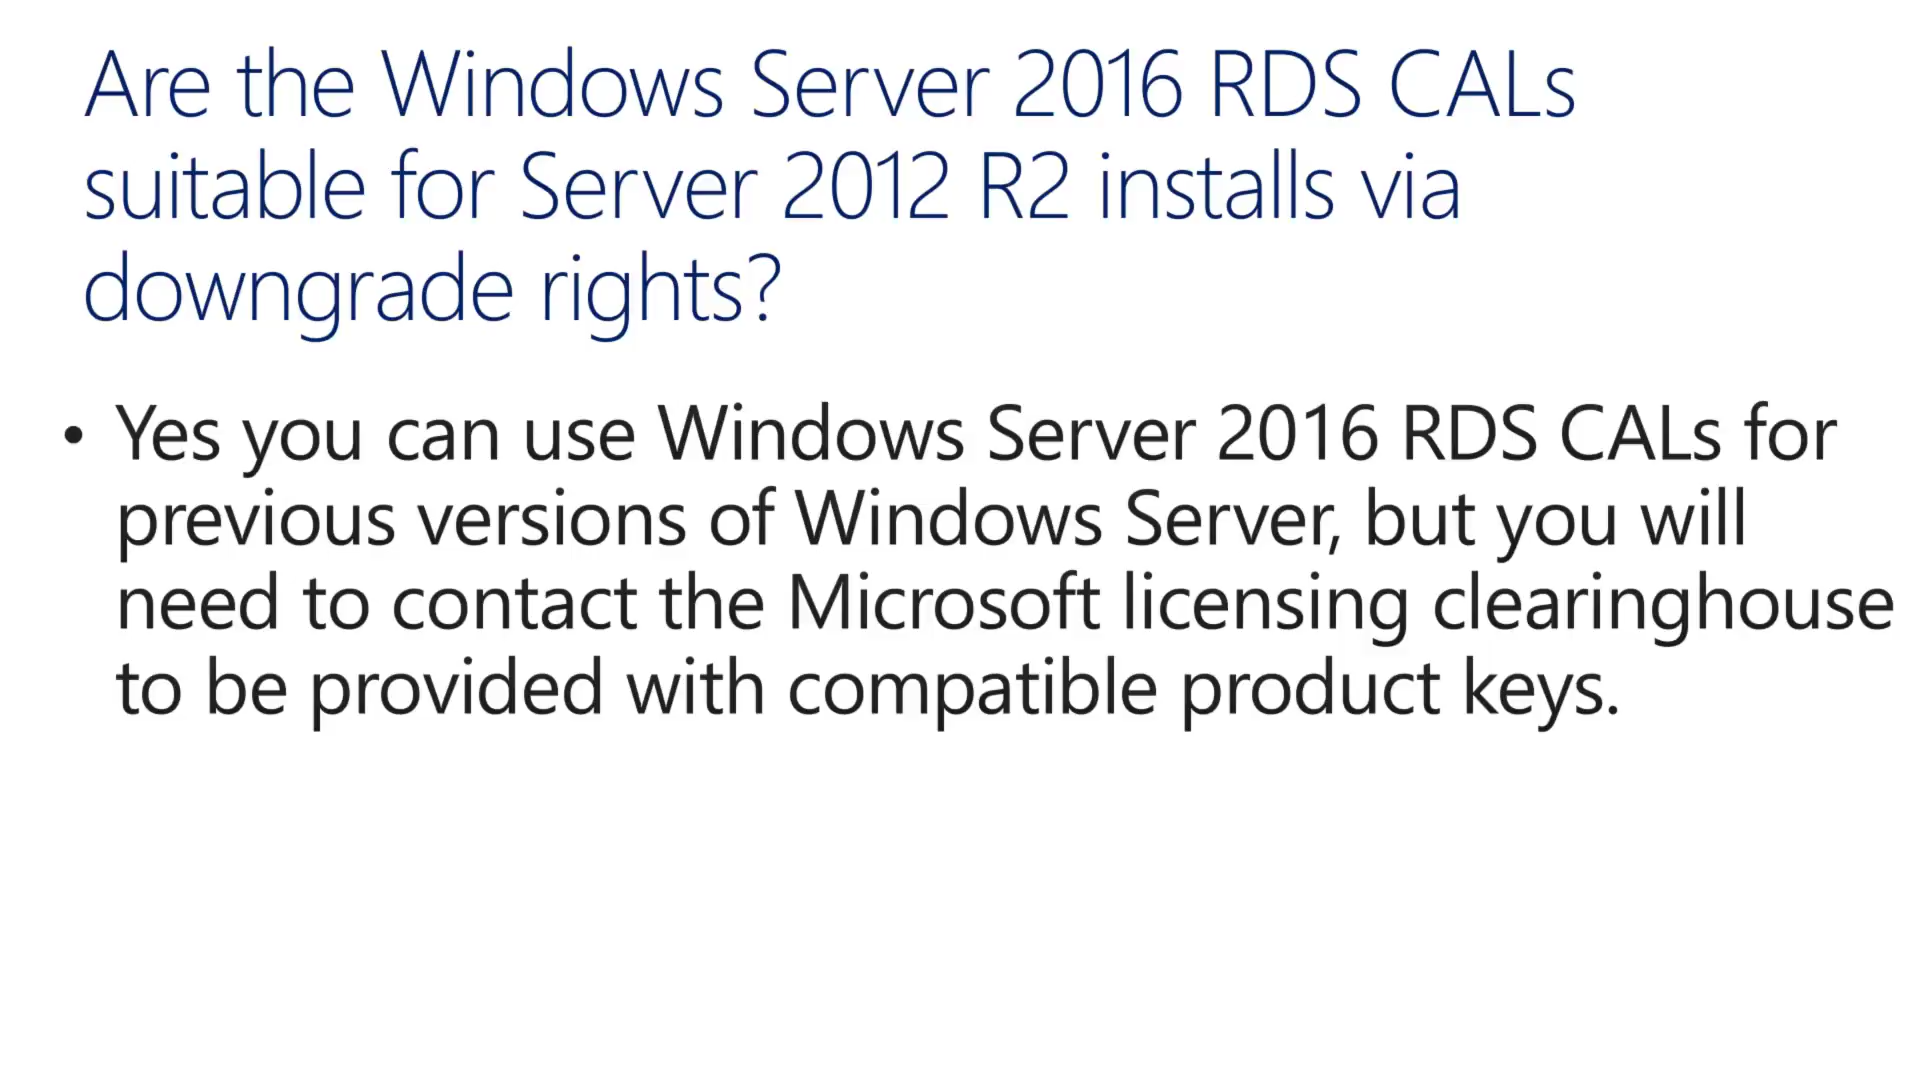 Are the Windows Server 2016 RDS CALs
suitable for Server 2012 R2 installs via
downgrade rights?
• Yes you can use Windows Server 2016 RDS CALs for
previous versions of Windows Server, but you will
need to contact the Microsoft licensing clearinghouse
to be provided with compatible product keys.